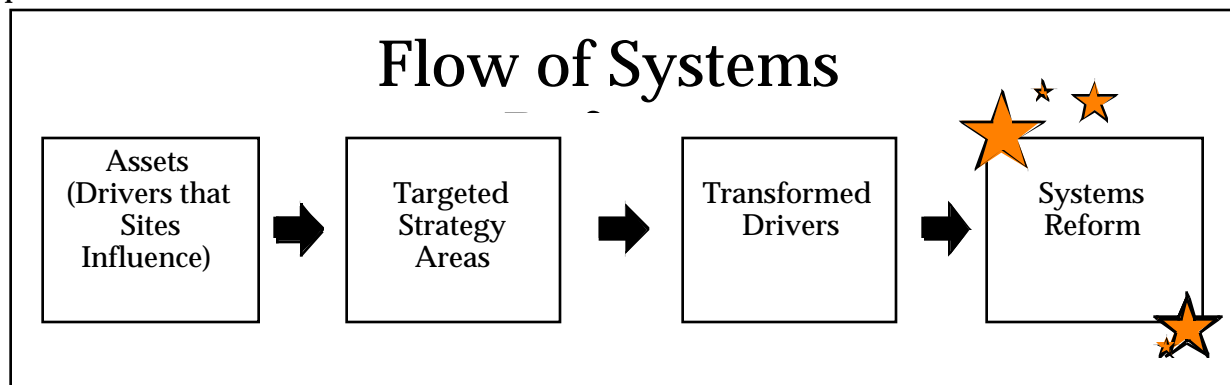 Flow of Systems
Assets
(Drivers that
Sites
Influence)
Targeted
Strategy
Areas
Transformed
Drivers
Systems
Reform